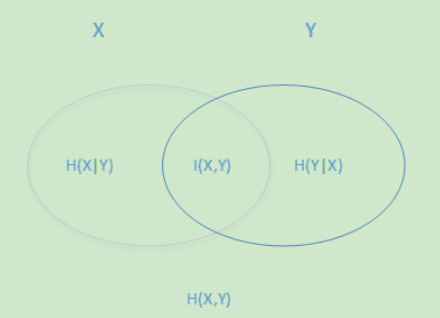 X Y
H(X|Y) I(X,Y) H(Y|X)
H(X,Y)